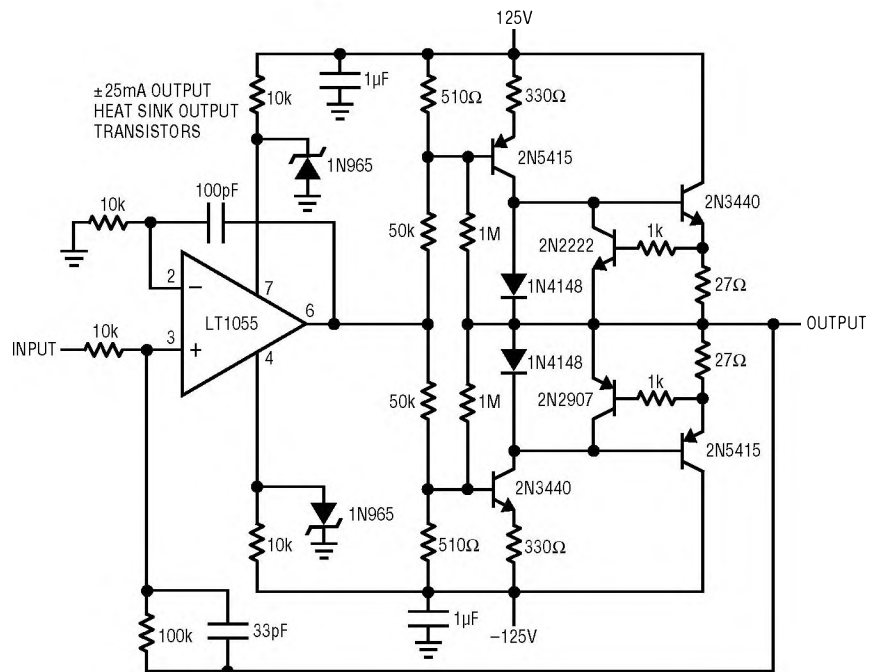 125V
±25mA OUTPUT
HEAT SINK OUTPUT
TRANSISTORS
10k
1µF
510Ω
330Ω
1N965
2N5415
10k
100pF
2N3440
50k
1M
2N2222
1k
1N4148
27Ω
2
7
6
LT1055
OUTPUT
INPUT
10k
3
4
1N4148
27Ω
50k
1M
2N2907
1k
2N5415
2N3440
1N965
10k
510Ω
330Ω
100k
33pF
1µF
–125V